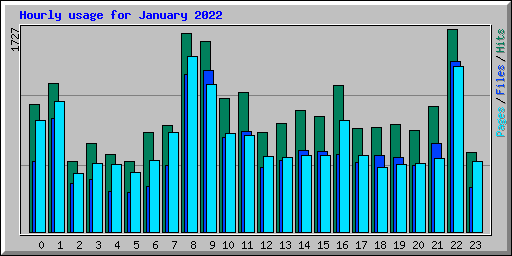 Hourly usage for January 2022
1727
Pages/Files/Hits
0 1 2 3 4 5 6 7 8 9 10 11 12 13 14 15 16 17 18 19 20 21 22 23